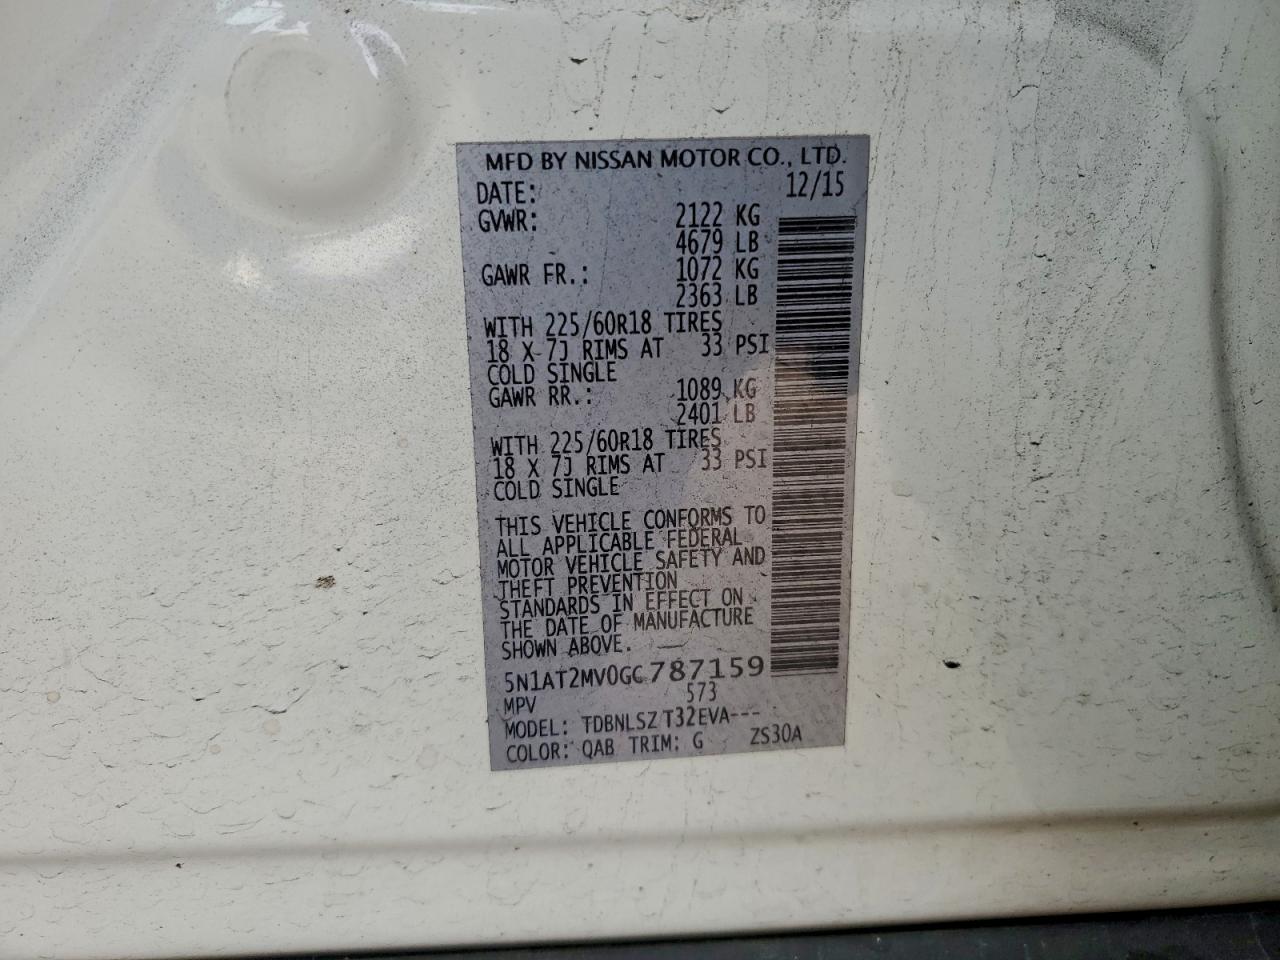 MFD BY NISSAN MOTOR CO., LTD.
DATE: 12/15
GVWR: 2122 KG
4679 LB
GAWR FR.: 1072 KG
2363 LB
WITH 225/60R18 TIRES
18 X 7J RIMS AT 33 PSI
COLD SINGLE
GAWR RR.: 1089 KG
2401 LB
WITH 225/60R18 TIRES
18 X 7J RIMS AT 33 PSI
COLD SINGLE
THIS VEHICLE CONFORMS TO
ALL APPLICABLE FEDERAL
MOTOR VEHICLE SAFETY AND
THEFT PREVENTION
STANDARDS IN EFFECT ON
THE DATE OF MANUFACTURE
SHOWN ABOVE.
5N1AT2MV0GC787159
MPV 573
MODEL: TDBNLSZ T32EVA---
COLOR: QAB TRIM: G ZS30A